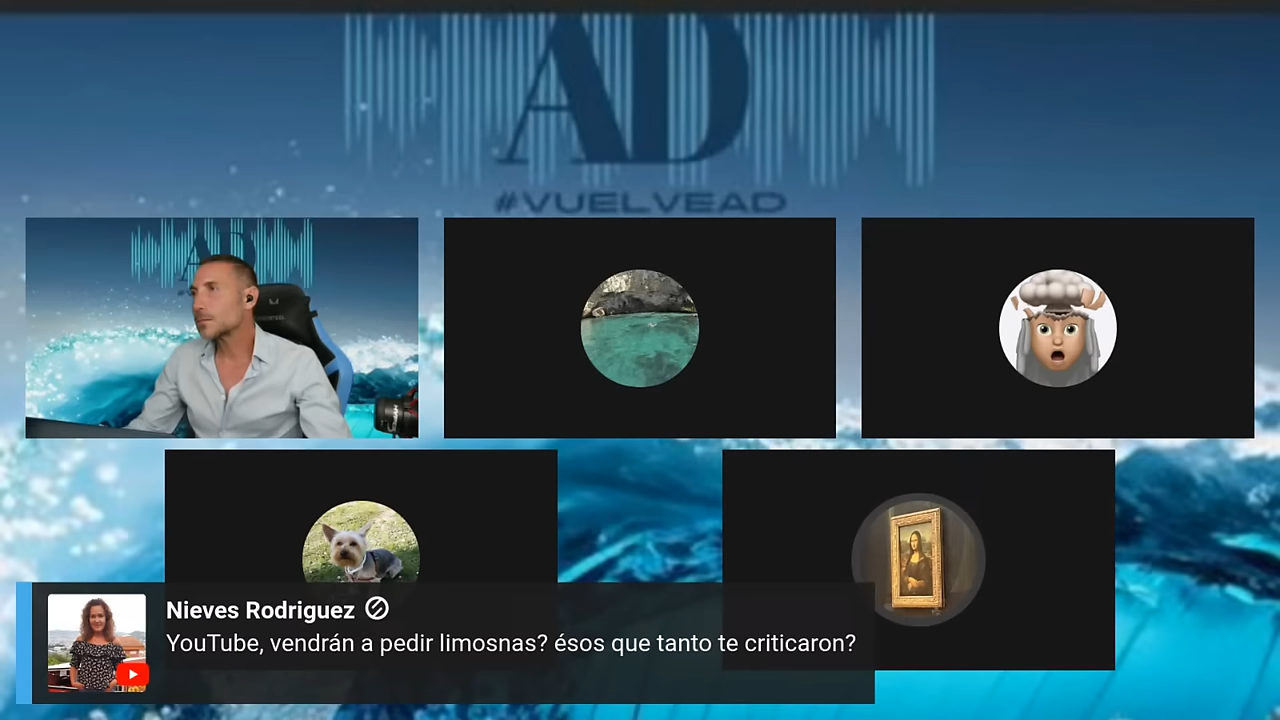 AD
#VUELVEAD
AD
Nieves Rodriguez
YouTube, vendrán a pedir limosnas? ésos que tanto te criticaron?